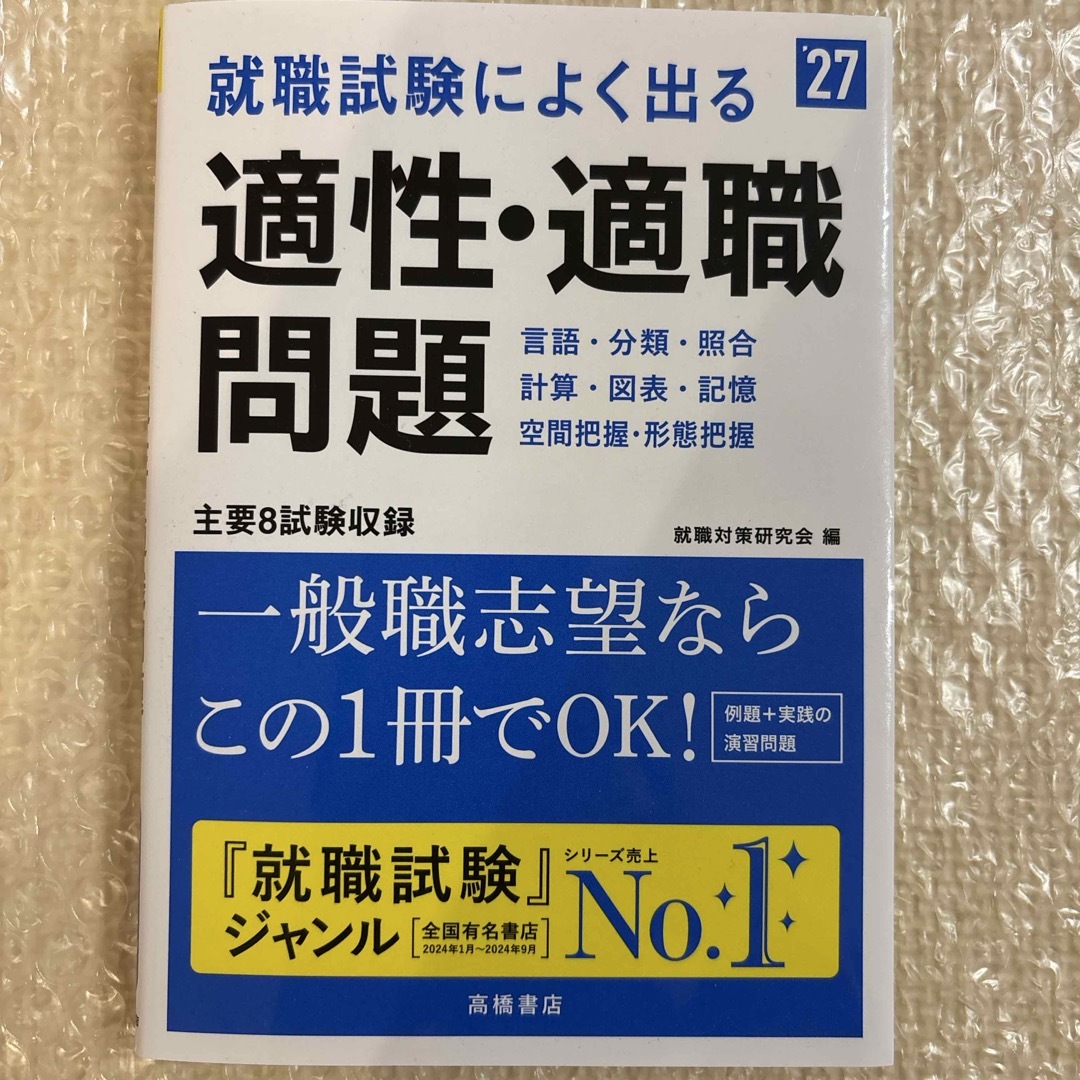 就職試験によく出る
'27
適性・適職
問題
言語・分類・照合
計算・図表・記憶
空間把握・形態把握
主要8試験収録
就職対策研究会 編
一般職志望なら
この1冊でOK!
例題+実践の
演習問題
『就職試験』
ジャンル
全国有名書店
2024年1月~2024年9月
シリーズ売上
No.1
高橋書店